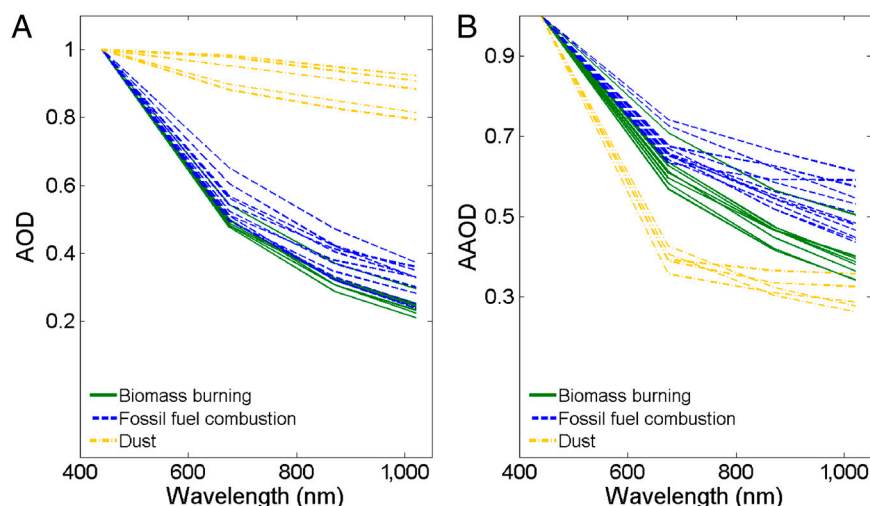 A
AOD
1
0.8
0.6
0.4
0.2
Biomass burning
Fossil fuel combustion
Dust
400 600 800 1,000
Wavelength (nm)
B
AAOD
0.9
0.7
0.5
0.3
Biomass burning
Fossil fuel combustion
Dust
400 600 800 1,000
Wavelength (nm)